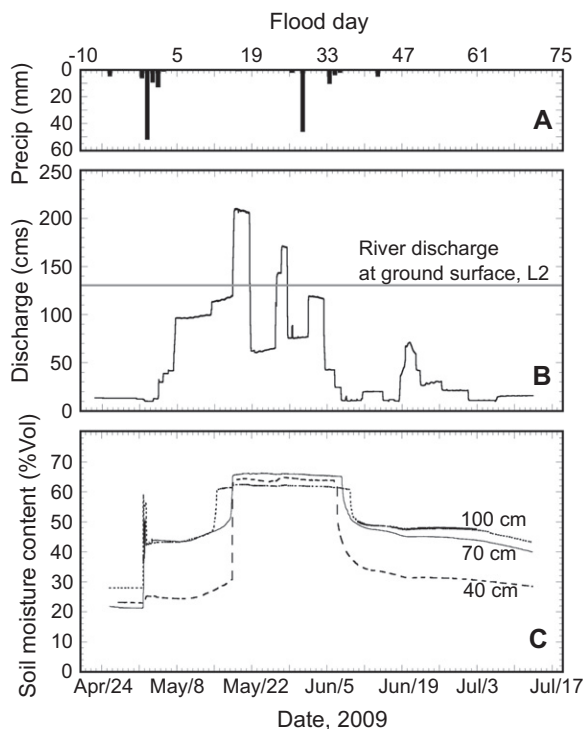 Flood day
-10 5 19 33 47 61 75
Precip (mm)
0
20
40
60
A
Discharge (cms)
250
200
150
100
50
0
River discharge
at ground surface, L2
B
Soil moisture content (%Vol)
70
60
50
40
30
20
10
0
100 cm
70 cm
40 cm
C
Apr/24 May/8 May/22 Jun/5 Jun/19 Jul/3 Jul/17
Date, 2009